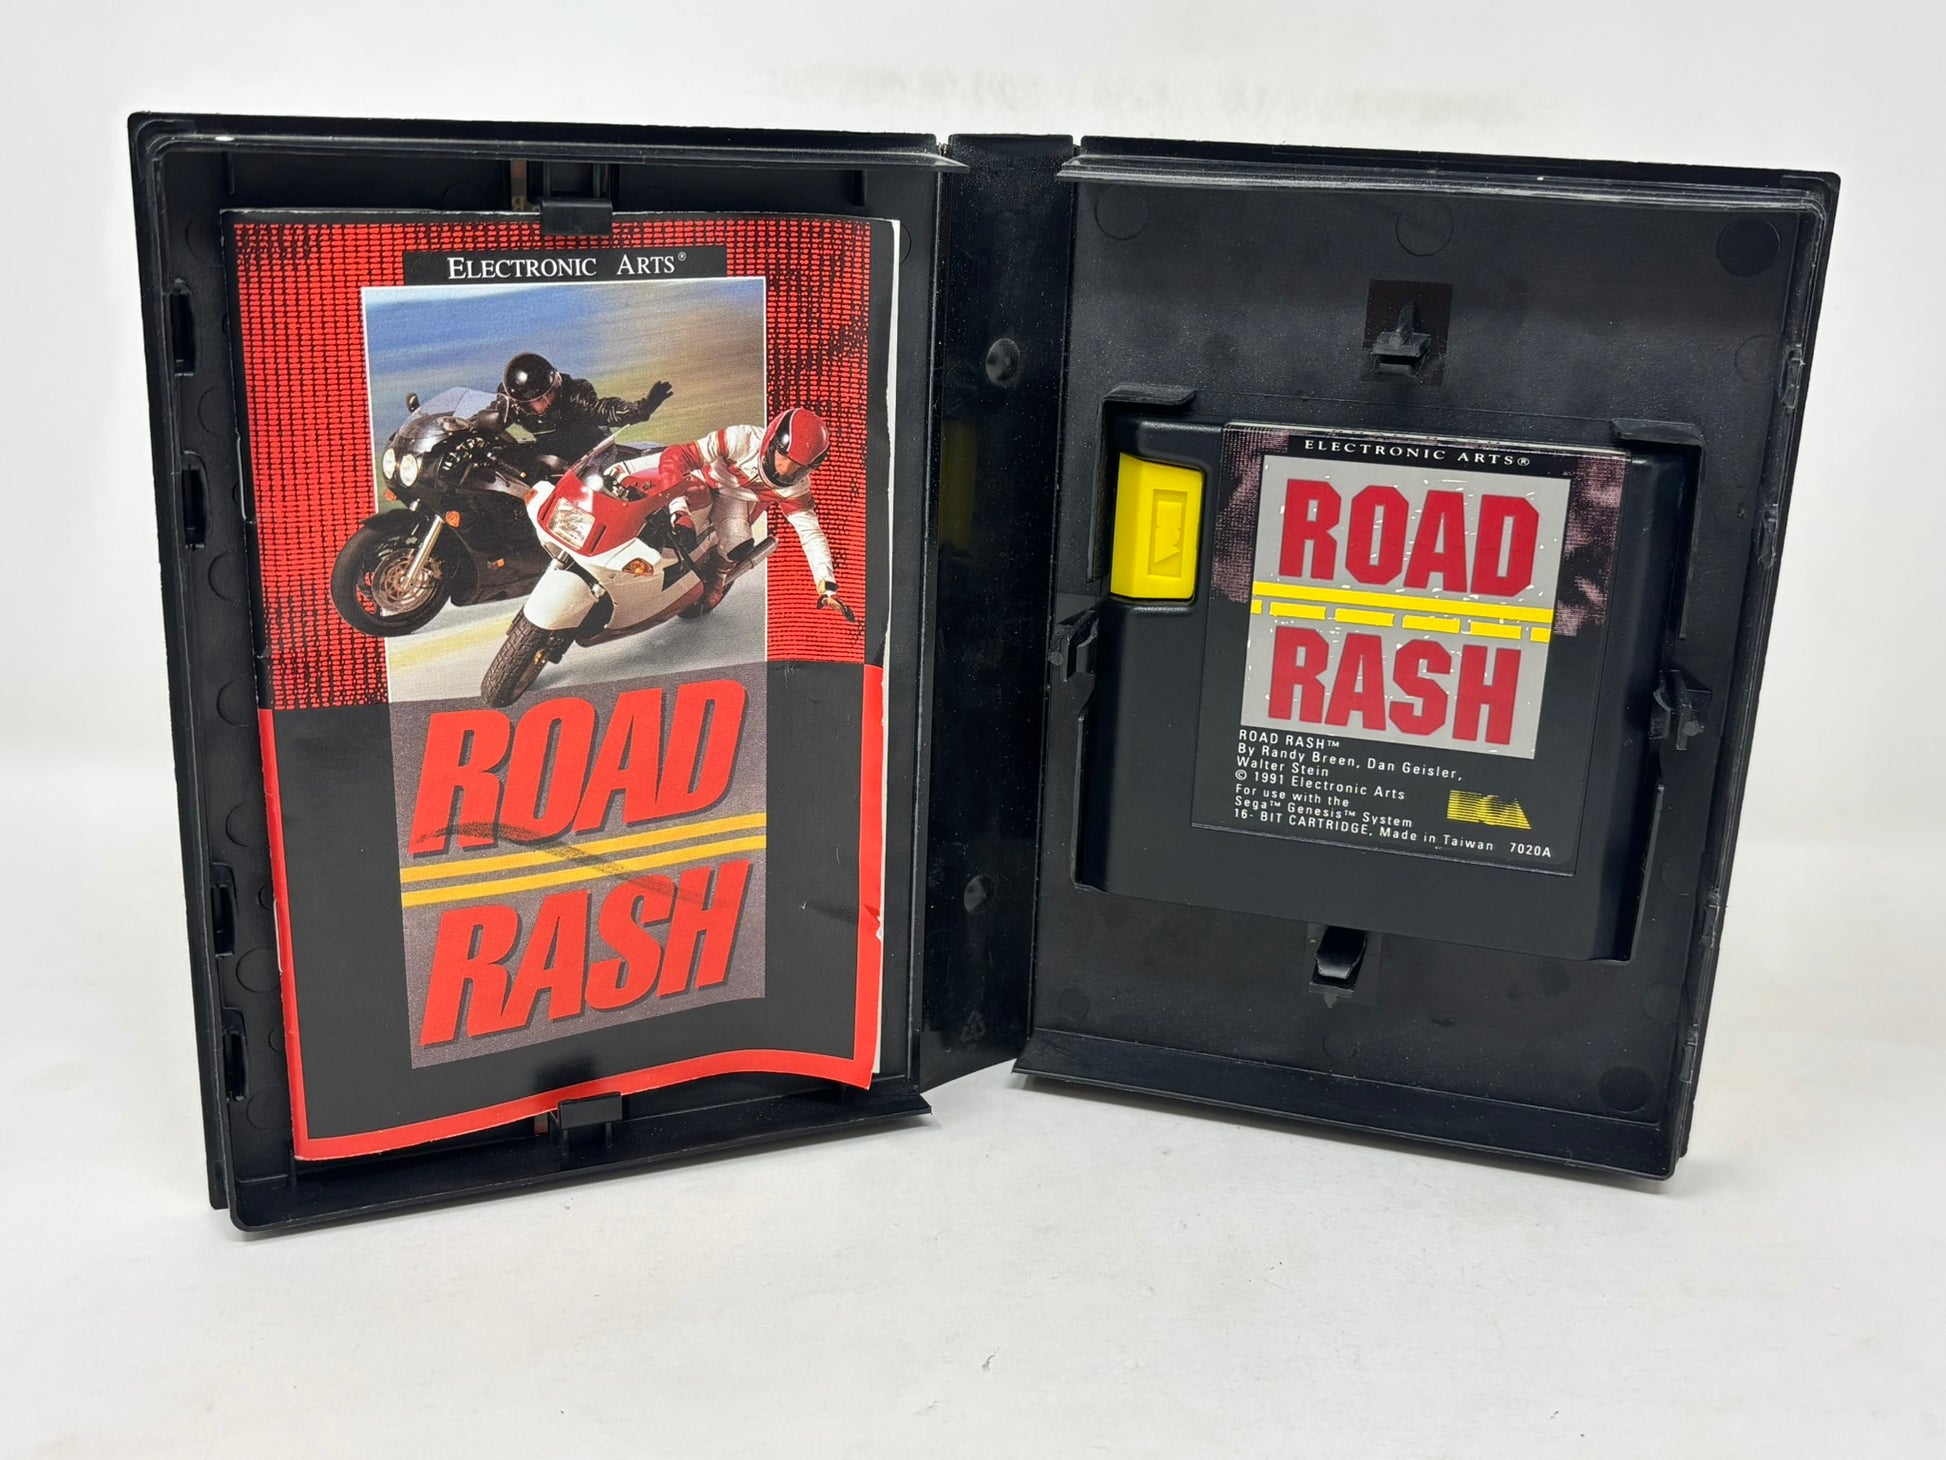 ELECTRONIC ARTS®
ROAD
RASH
ELECTRONIC ARTS®
ROAD
RASH
ROAD RASH™
By Randy Breen, Dan Geisler,
Walter Stein
© 1991 Electronic Arts
For use with the
Sega™ Genesis™ System
16- BIT CARTRIDGE, Made in Taiwan 7020A
EA